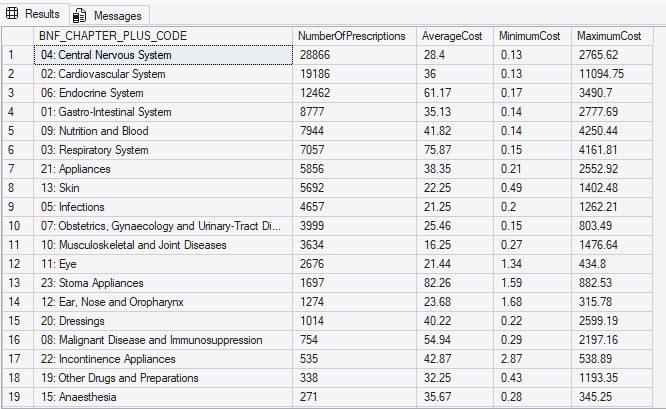 Results Messages
BNF_CHAPTER_PLUS_CODE NumberOfPrescriptions AverageCost MinimumCost MaximumCost
1 04: Central Nervous System 28866 28.4 0.13 2765.62
2 02: Cardiovascular System 19186 36 0.13 11094.75
3 06: Endocrine System 12462 61.17 0.17 3490.7
4 01: Gastro-Intestinal System 8777 35.13 0.14 2777.69
5 09: Nutrition and Blood 7944 41.82 0.14 4250.44
6 03: Respiratory System 7057 75.87 0.15 4161.81
7 21: Appliances 5856 38.35 0.21 2552.92
8 13: Skin 5692 22.25 0.49 1402.48
9 05: Infections 4657 21.25 0.2 1262.21
10 07: Obstetrics, Gynaecology and Urinary-Tract Di... 3999 25.46 0.15 803.49
11 10: Musculoskeletal and Joint Diseases 3634 16.25 0.27 1476.64
12 11: Eye 2676 21.44 1.34 434.8
13 23: Stoma Appliances 1697 82.26 1.59 882.53
14 12: Ear, Nose and Oropharynx 1274 23.68 1.68 315.78
15 20: Dressings 1014 40.22 0.22 2599.19
16 08: Malignant Disease and Immunosuppression 754 54.94 0.29 2197.16
17 22: Incontinence Appliances 535 42.87 2.87 538.89
18 19: Other Drugs and Preparations 338 32.25 0.43 1193.35
19 15: Anaesthesia 271 35.67 0.28 345.25